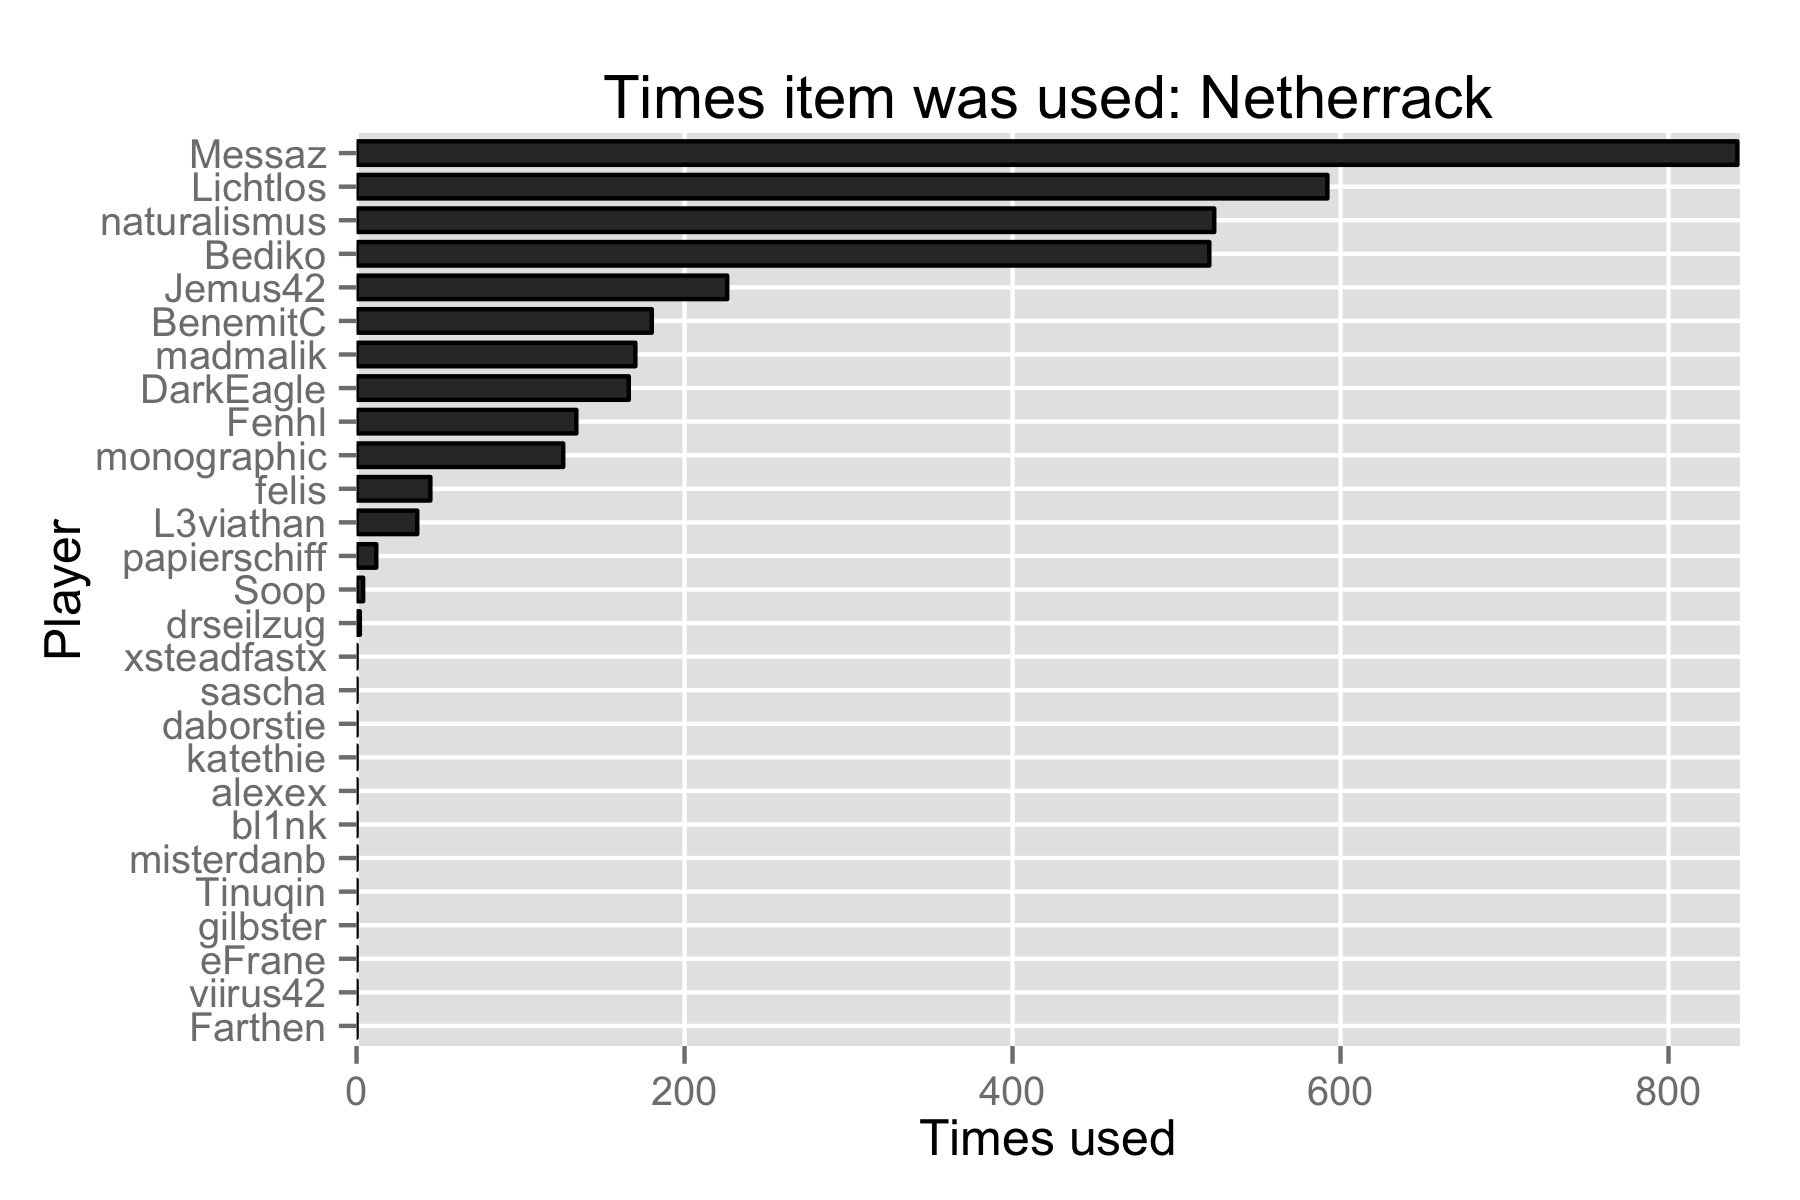 Times item was used: Netherrack
Messaz
Lichtlos
naturalismus
Bediko
Jemus42
BenemitC
madmalik
DarkEagle
Fenhl
monographic
felis
L3viathan
papierschiff
Soop
drseilzug
xsteadfastx
sascha
daborstie
katethie
alexex
bl1nk
misterdanb
Tinuqin
gilbster
eFrane
viirus42
Farthen
Player
0 200 400 600 800
Times used